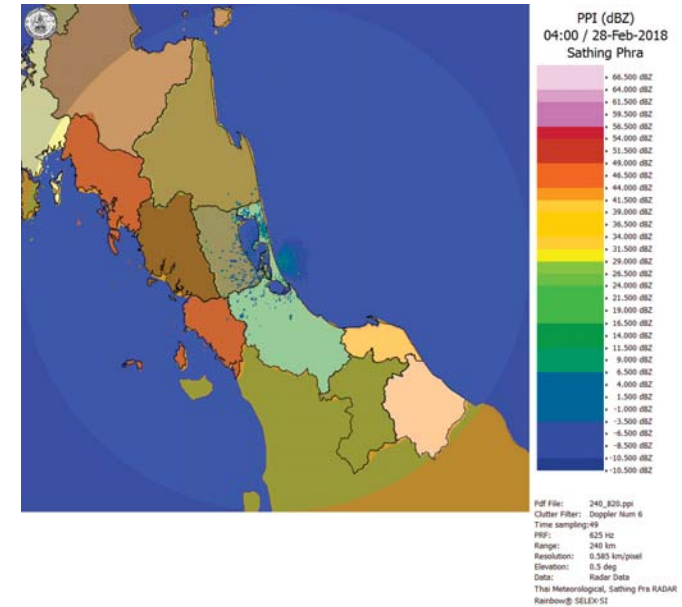 PPI (dBZ)
04:00 / 28-Feb-2018
Sathing Phra
66.500 dBZ
64.000 dBZ
61.500 dBZ
59.500 dBZ
56.500 dBZ
54.000 dBZ
51.500 dBZ
49.000 dBZ
46.500 dBZ
44.000 dBZ
41.500 dBZ
39.000 dBZ
36.500 dBZ
34.000 dBZ
31.500 dBZ
29.000 dBZ
26.500 dBZ
24.000 dBZ
21.500 dBZ
19.000 dBZ
16.500 dBZ
14.000 dBZ
11.500 dBZ
9.000 dBZ
6.500 dBZ
4.000 dBZ
1.500 dBZ
-1.000 dBZ
-3.500 dBZ
-6.500 dBZ
-8.500 dBZ
-10.500 dBZ
-10.500 dBZ
Pdf File: 240_820.ppi
Clutter Filter: Doppler Num 6
Time sampling:49
PRF: 625 Hz
Range: 240 km
Resolution: 0.585 km/pixel
Elevation: 0.5 deg
Data: Radar Data
Thai Meteorological, Sathing Pra RADAR
Rainbow® SELEX-SI